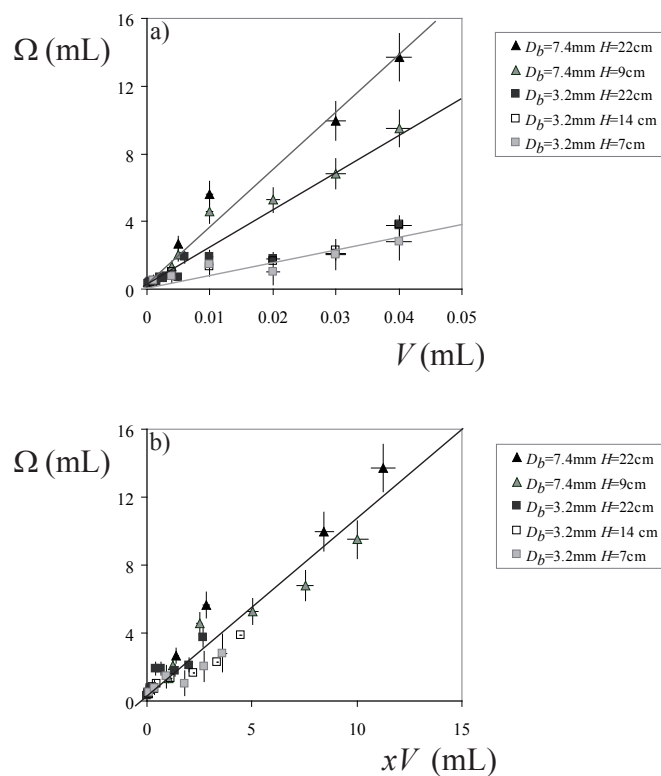 a)
Ω (mL)
16
12
8
4
0
0
0.01
0.02
0.03
0.04
0.05
V (mL)
D_b=7.4mm H=22cm
D_b=7.4mm H=9cm
D_b=3.2mm H=22cm
D_b=3.2mm H=14 cm
D_b=3.2mm H=7cm
b)
Ω (mL)
16
12
8
4
0
0
5
10
15
xV (mL)
D_b=7.4mm H=22cm
D_b=7.4mm H=9cm
D_b=3.2mm H=22cm
D_b=3.2mm H=14 cm
D_b=3.2mm H=7cm